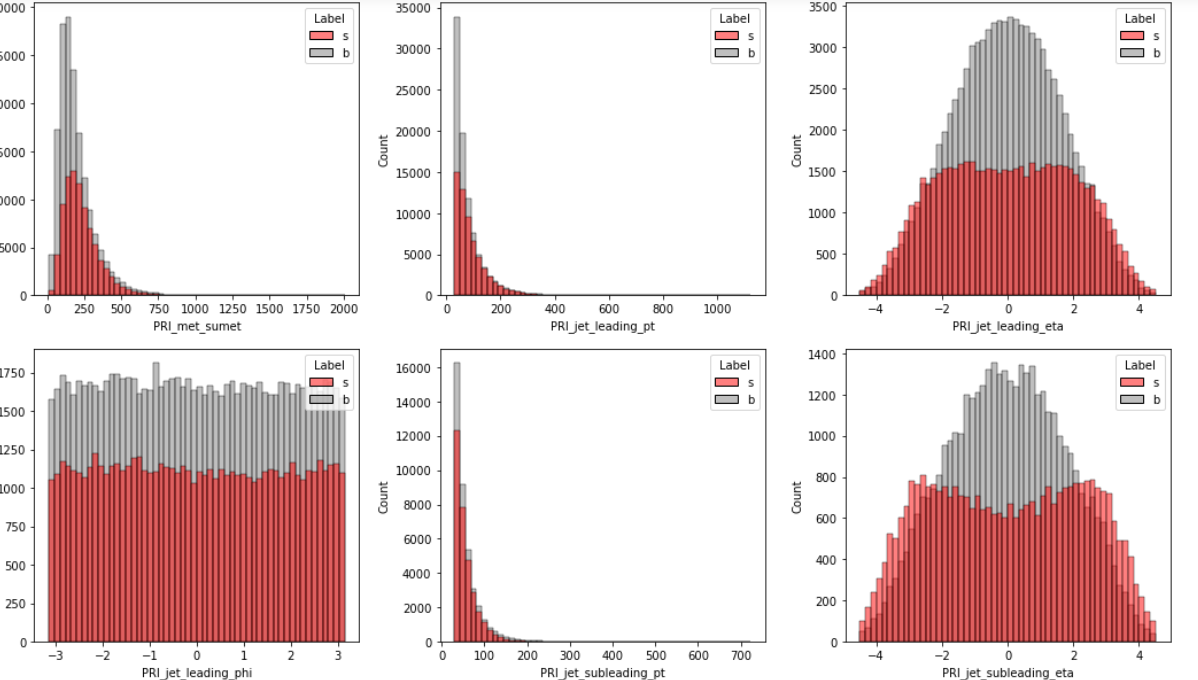 Label
s
b
5000
0
0 250 500 750 1000 1250 1500 1750 2000
PRI_met_sumet
Label
s
b
Count
35000
30000
25000
20000
15000
10000
5000
0
0 200 400 600 800 1000
PRI_jet_leading_pt
Label
s
b
Count
3500
3000
2500
2000
1500
1000
500
0
−4 −2 0 2 4
PRI_jet_leading_eta
Label
s
b
1750
1500
1250
1000
750
500
250
0
−3 −2 −1 0 1 2 3
PRI_jet_leading_phi
Label
s
b
Count
16000
14000
12000
10000
8000
6000
4000
2000
0
0 100 200 300 400 500 600 700
PRI_jet_subleading_pt
Label
s
b
Count
1400
1200
1000
800
600
400
200
0
−4 −2 0 2 4
PRI_jet_subleading_eta